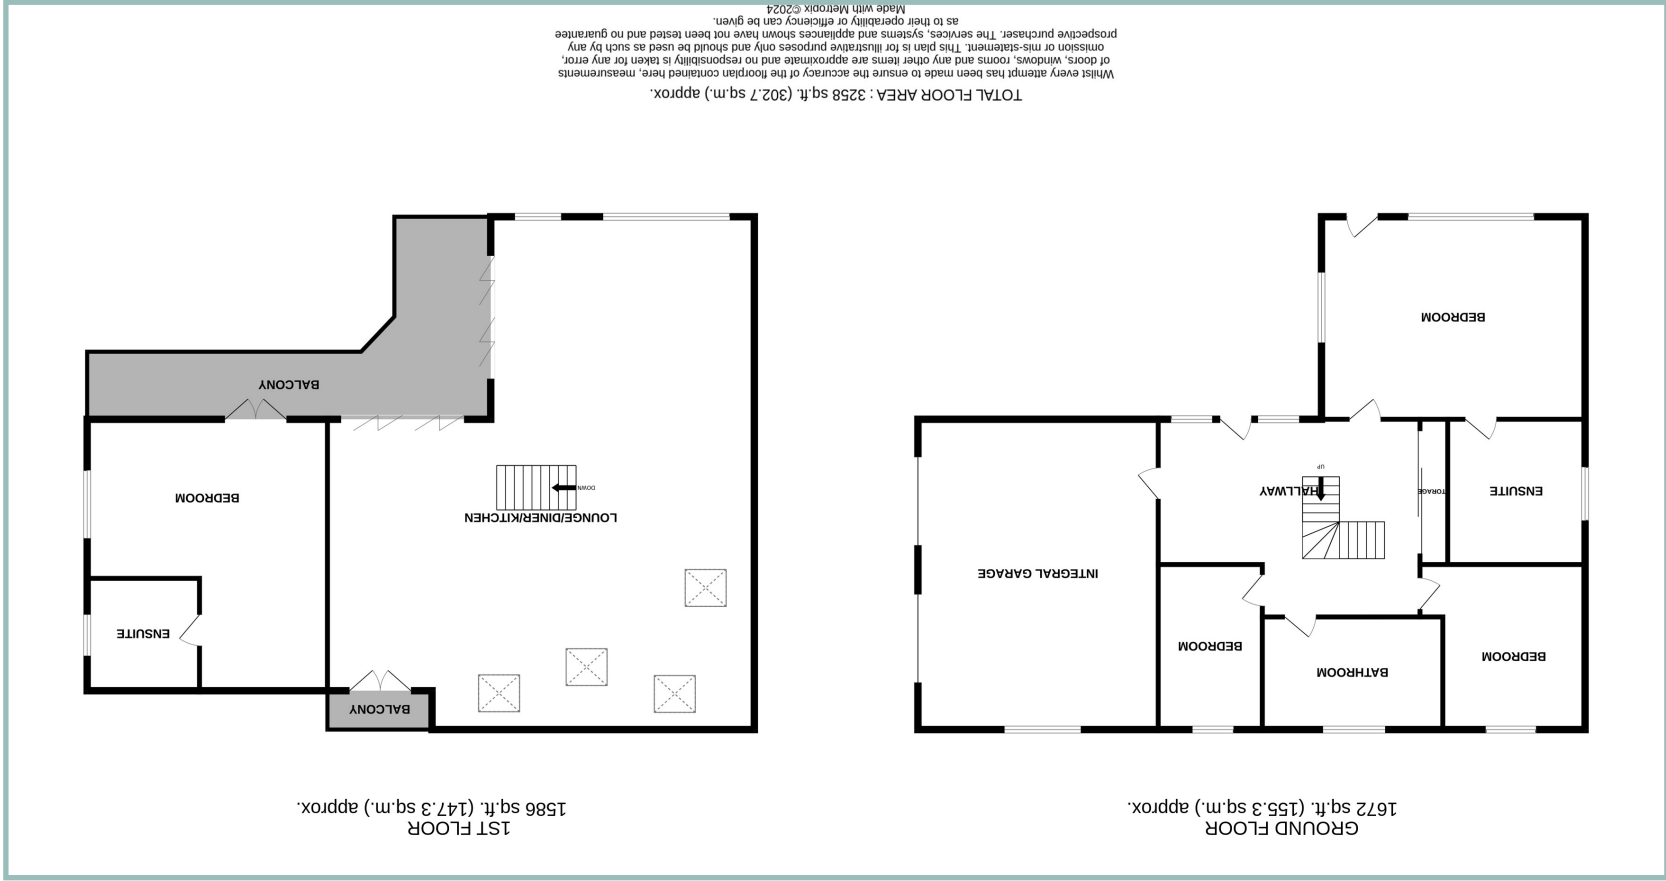 GROUND FLOOR
1672 sq.ft. (155.3 sq.m.) approx.
BATHROOM
BEDROOM
BEDROOM
INTEGRAL GARAGE
ENSUITE
TORAGE
HALLWAY
UP
BEDROOM
1ST FLOOR
1586 sq.ft. (147.3 sq.m.) approx.
BALCONY
ENSUITE
LOUNGE/DINER/KITCHEN
DOWN
BEDROOM
BALCONY
TOTAL FLOOR AREA : 3258 sq.ft. (302.7 sq.m.) approx.
Whilst every attempt has been made to ensure the accuracy of the floorplan contained here, measurements
of doors, windows, rooms and any other items are approximate and no responsibility is taken for any error,
omission or mis-statement. This plan is for illustrative purposes only and should be used as such by any
prospective purchaser. The services, systems and appliances shown have not been tested and no guarantee
as to their operability or efficiency can be given.
Made with Metropix ©2024